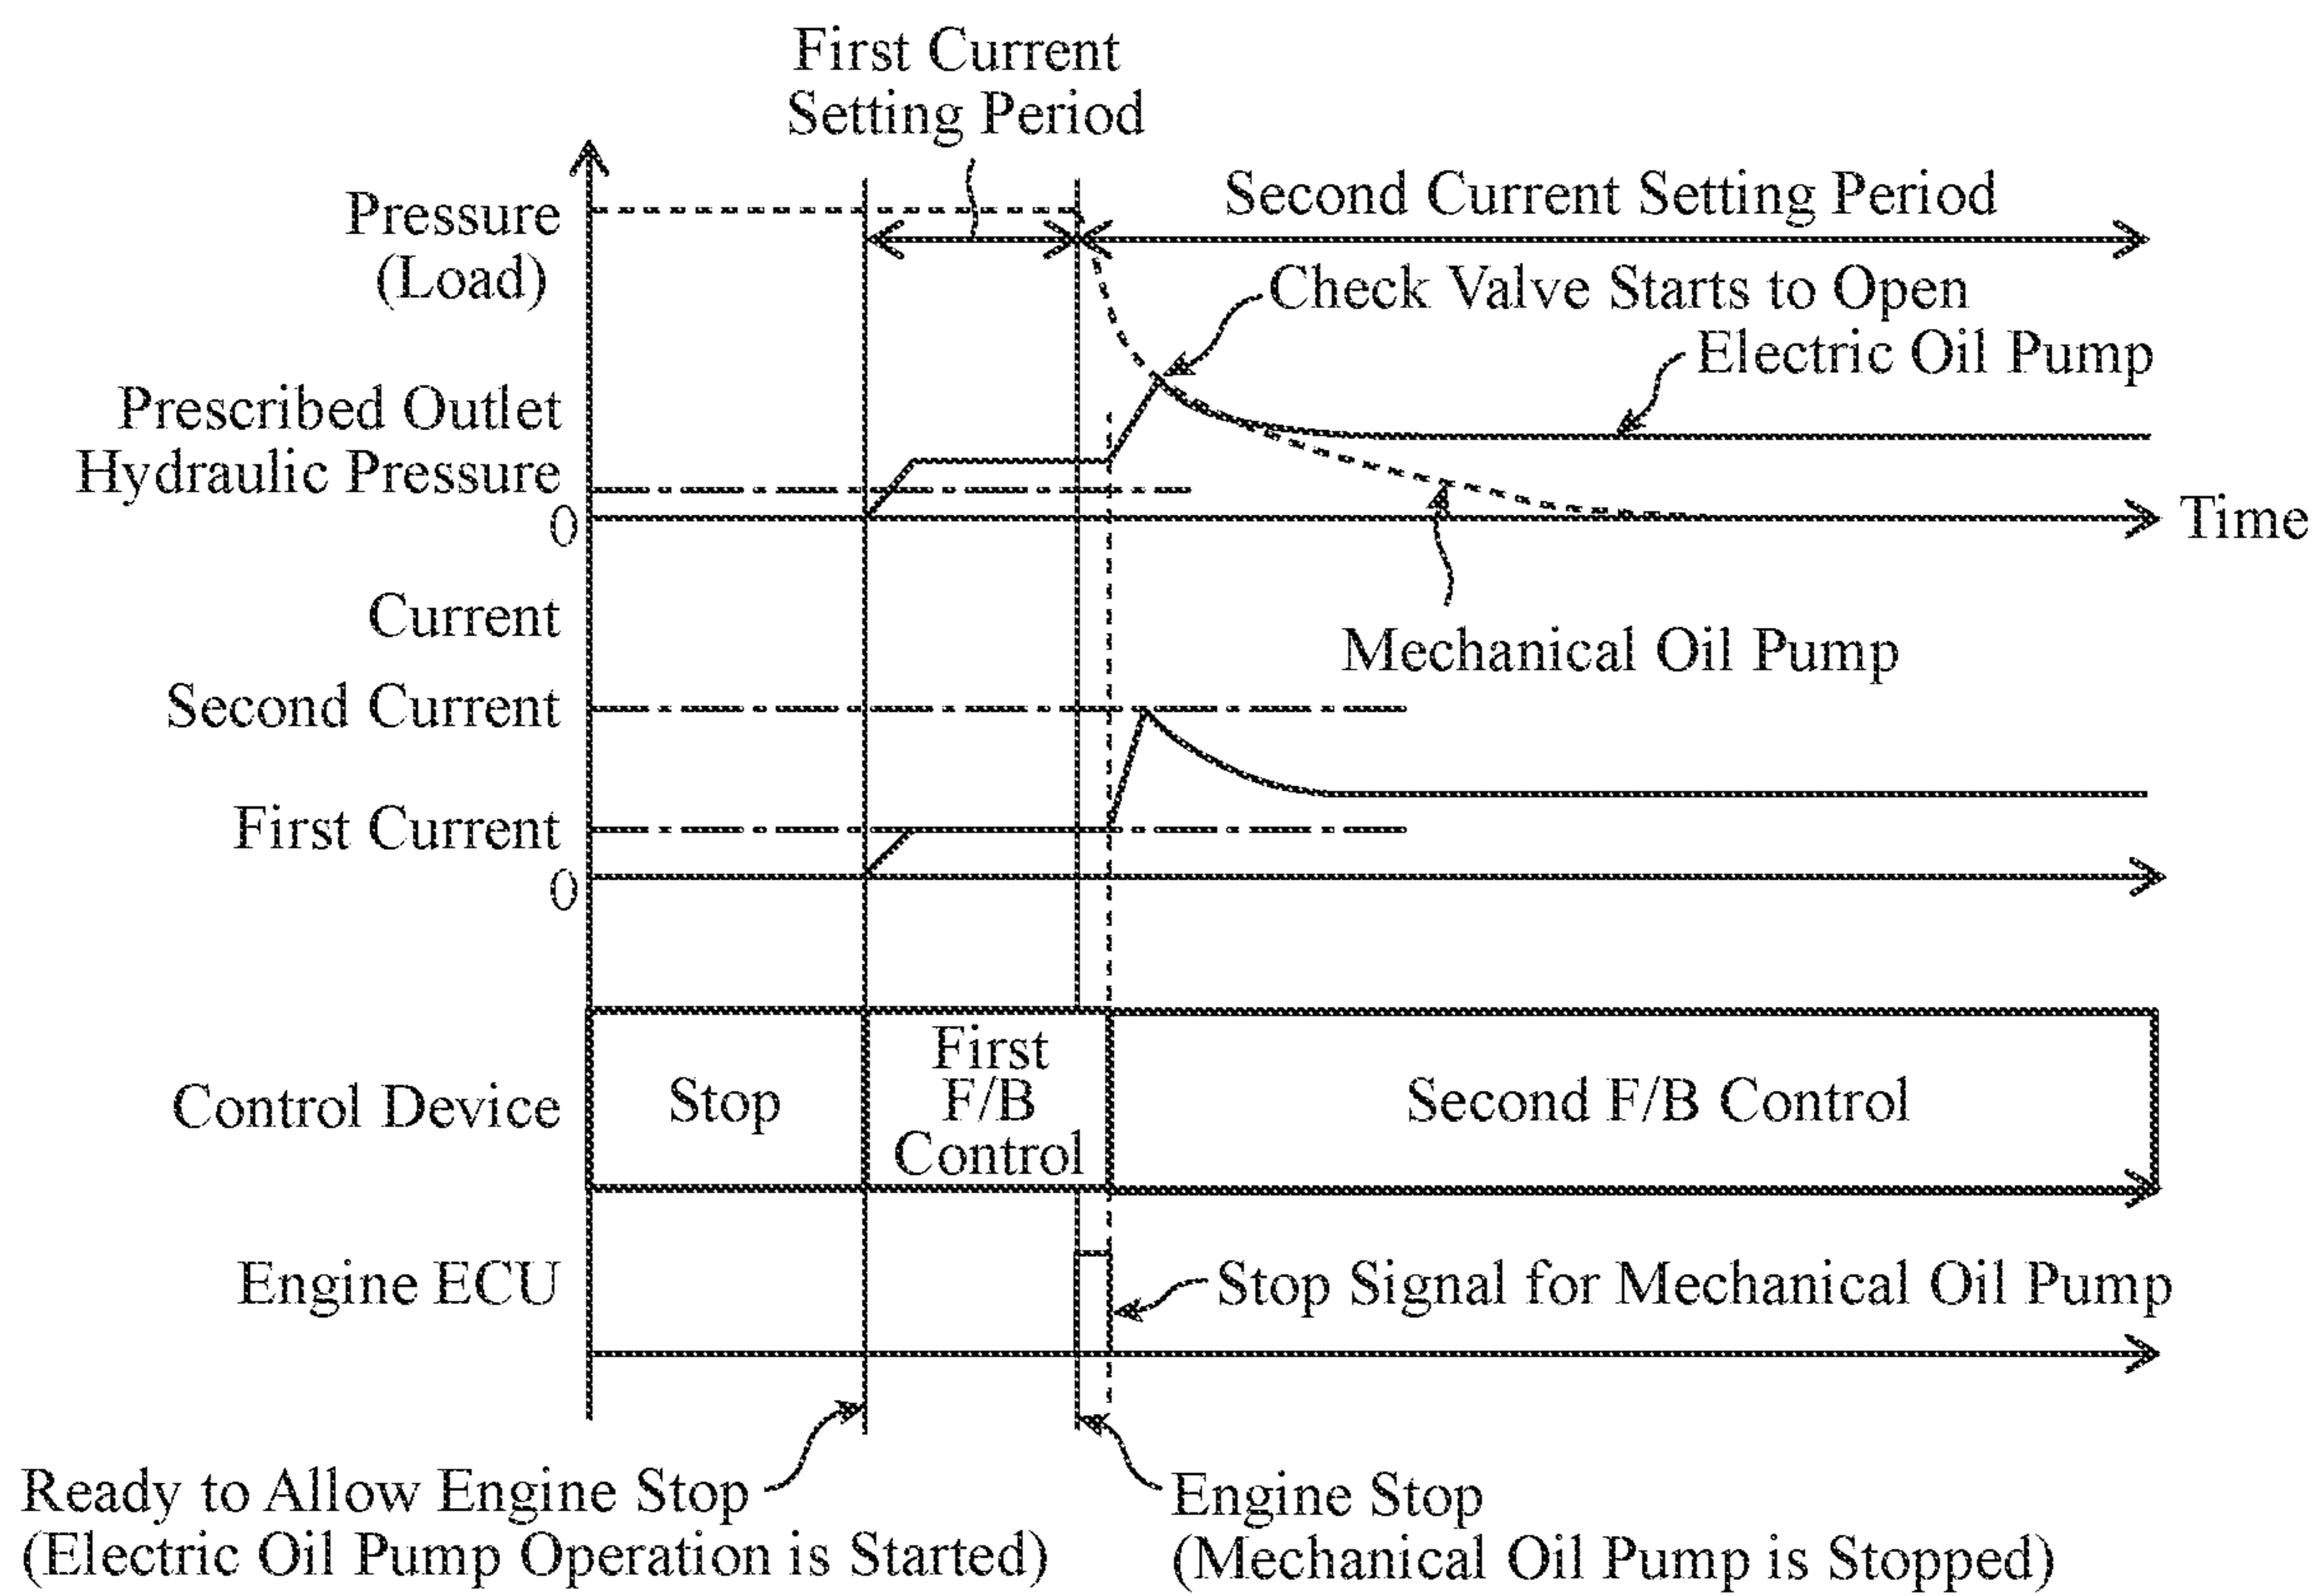 First Current
Setting Period
Pressure
(Load)
Second Current Setting Period
Check Valve Starts to Open
Electric Oil Pump
Prescribed Outlet
Hydraulic Pressure
0
Time
Current
Mechanical Oil Pump
Second Current
First Current
0
Control Device
Stop
First
F/B
Control
Second F/B Control
Engine ECU
Stop Signal for Mechanical Oil Pump
Ready to Allow Engine Stop
(Electric Oil Pump Operation is Started)
Engine Stop
(Mechanical Oil Pump is Stopped)